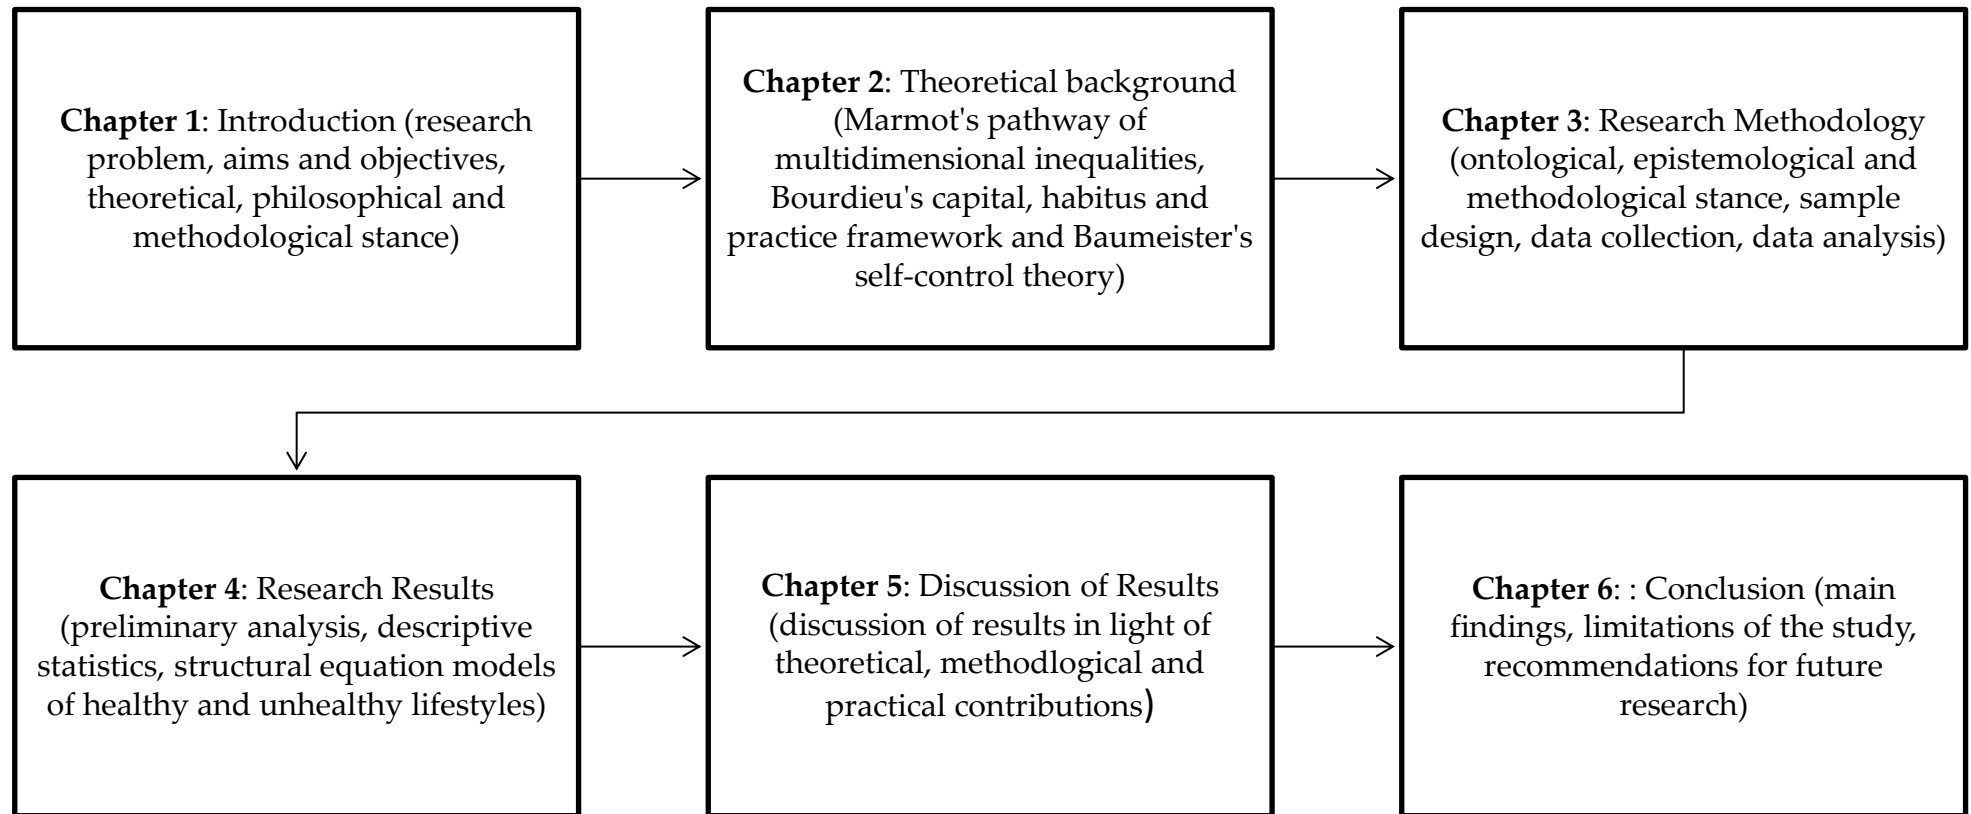 Chapter 1: Introduction (research
problem, aims and objectives,
theoretical, philosophical and
methodological stance)
Chapter 2: Theoretical background
(Marmot's pathway of
multidimensional inequalities,
Bourdieu's capital, habitus and
practice framework and Baumeister's
self-control theory)
Chapter 3: Research Methodology
(ontological, epistemological and
methodological stance, sample
design, data collection, data analysis)
Chapter 4: Research Results
(preliminary analysis, descriptive
statistics, structural equation models
of healthy and unhealthy lifestyles)
Chapter 5: Discussion of Results
(discussion of results in light of
theoretical, methodlogical and
practical contributions)
Chapter 6: : Conclusion (main
findings, limitations of the study,
recommendations for future
research)